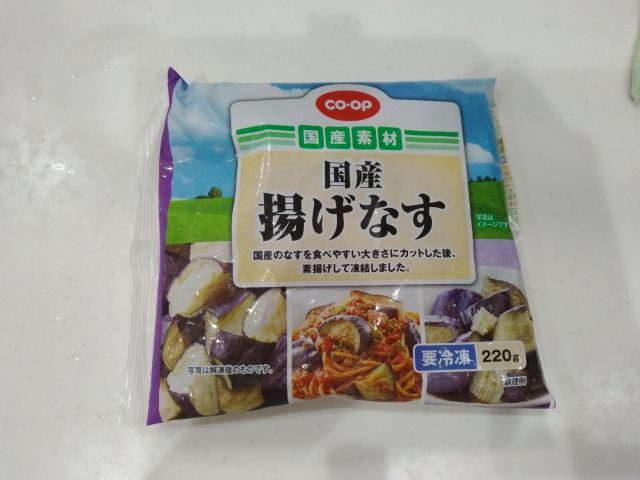 CO·OP
国産素材
国産
揚げなす
国産のなすを食べやすい大きさにカットした後、
素揚げして凍結しました。
写真は
イメージです
写真は解凍後のものです。
要冷凍 220g
調理例